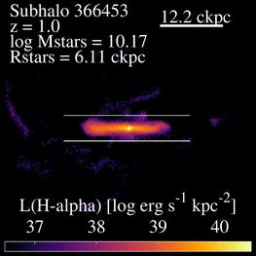 Subhalo 366453
z = 1.0
log Mstars = 10.17
Rstars = 6.11 ckpc
12.2 ckpc
L(H-alpha) [log erg s⁻¹ kpc⁻²]
37 38 39 40